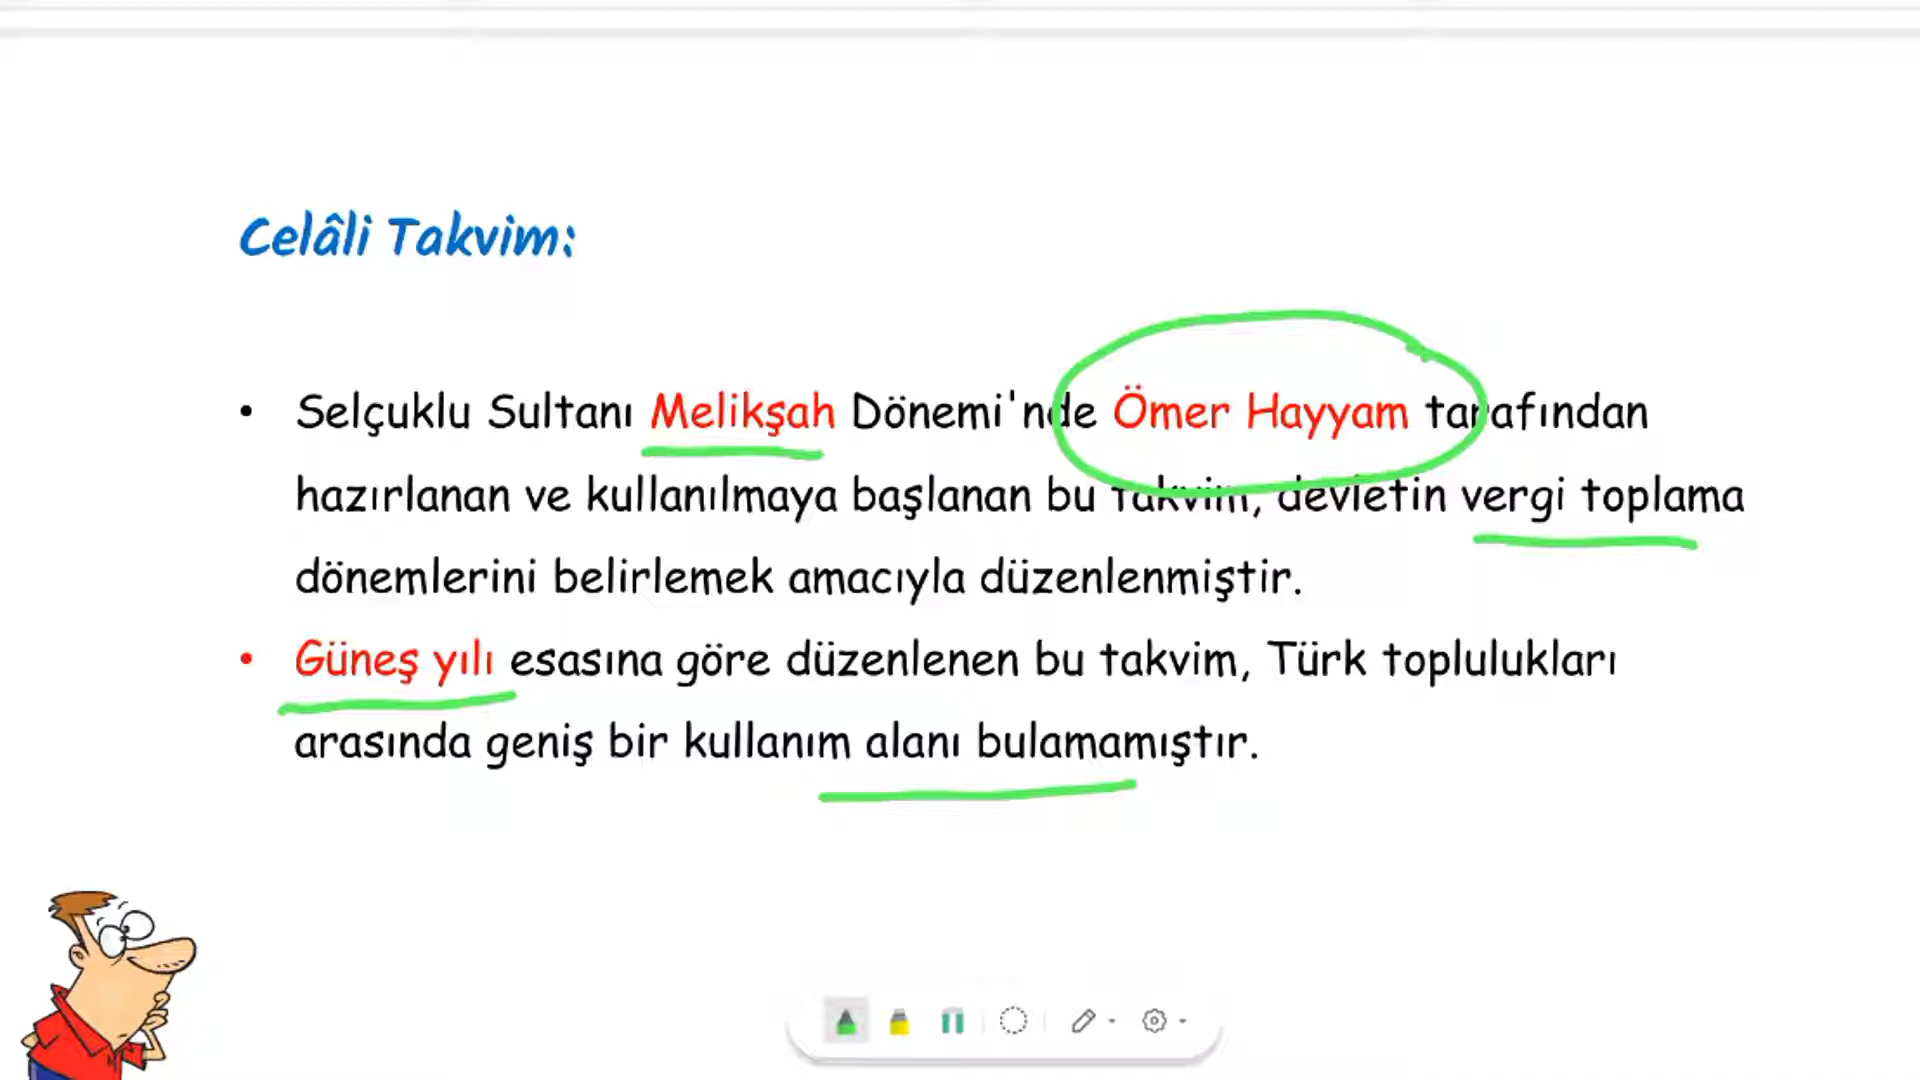 Celâli Takvim:
• Selçuklu Sultanı Melikşah Dönemi'nde Ömer Hayyam tarafından
hazırlanan ve kullanılmaya başlanan bu takvim, devletin vergi toplama
dönemlerini belirlemek amacıyla düzenlenmiştir.
• Güneş yılı esasına göre düzenlenen bu takvim, Türk toplulukları
arasında geniş bir kullanım alanı bulamamıştır.